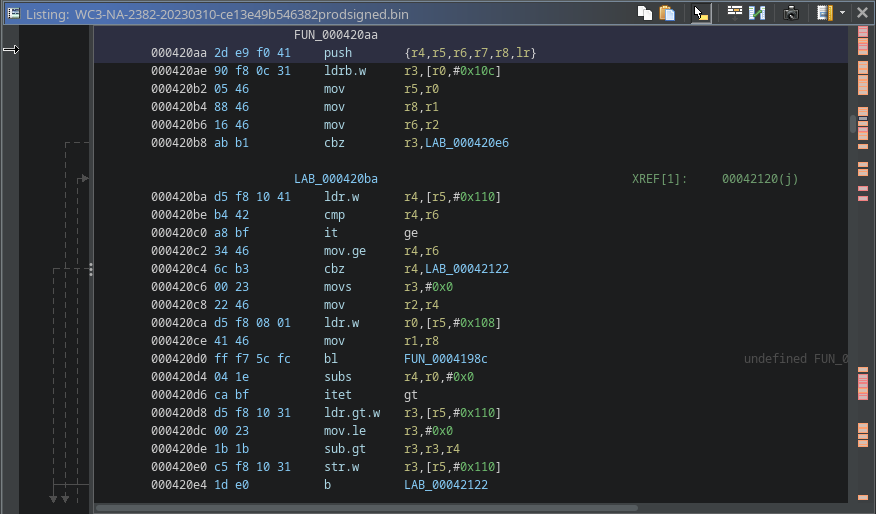 Listing: WC3-NA-2382-20230310-ce13e49b546382prodsigned.bin
FUN_000420aa
000420aa 2d e9 f0 41 push {r4,r5,r6,r7,r8,lr}
000420ae 90 f8 0c 31 ldrb.w r3,[r0,#0x10c]
000420b2 05 46 mov r5,r0
000420b4 88 46 mov r8,r1
000420b6 16 46 mov r6,r2
000420b8 ab b1 cbz r3,LAB_000420e6
LAB_000420ba XREF[1]: 00042120(j)
000420ba d5 f8 10 41 ldr.w r4,[r5,#0x110]
000420be b4 42 cmp r4,r6
000420c0 a8 bf it ge
000420c2 34 46 mov.ge r4,r6
000420c4 6c b3 cbz r4,LAB_00042122
000420c6 00 23 movs r3,#0x0
000420c8 22 46 mov r2,r4
000420ca d5 f8 08 01 ldr.w r0,[r5,#0x108]
000420ce 41 46 mov r1,r8
000420d0 ff f7 5c fc bl FUN_0004198c undefined FUN_0
000420d4 04 1e subs r4,r0,#0x0
000420d6 ca bf itet gt
000420d8 d5 f8 10 31 ldr.gt.w r3,[r5,#0x110]
000420dc 00 23 mov.le r3,#0x0
000420de 1b 1b sub.gt r3,r3,r4
000420e0 c5 f8 10 31 str.w r3,[r5,#0x110]
000420e4 1d e0 b LAB_00042122